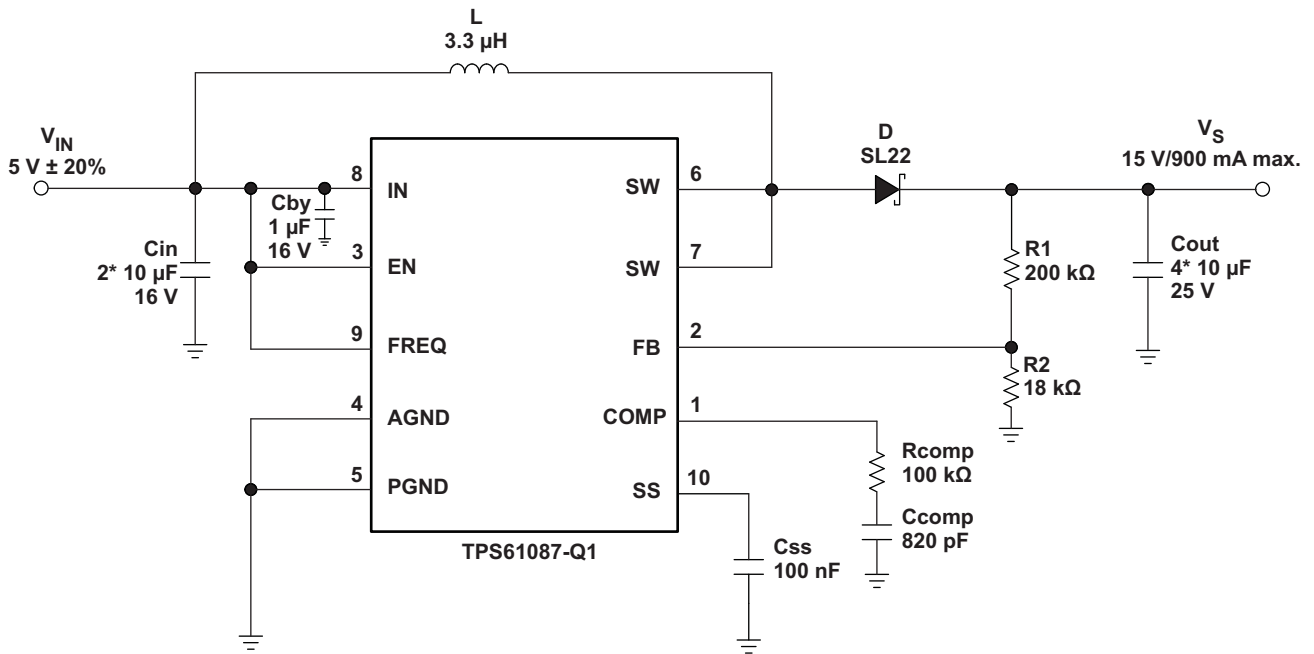 L
3.3 µH
V_IN
5 V ± 20%
D
SL22
V_S
15 V/900 mA max.
8
IN
SW
6
Cby
1 µF
16 V
Cin
2* 10 µF
16 V
3
EN
SW
7
R1
200 kΩ
Cout
4* 10 µF
25 V
9
FREQ
FB
2
R2
18 kΩ
4
AGND
COMP
1
Rcomp
100 kΩ
5
PGND
SS
10
Ccomp
820 pF
Css
100 nF
TPS61087-Q1